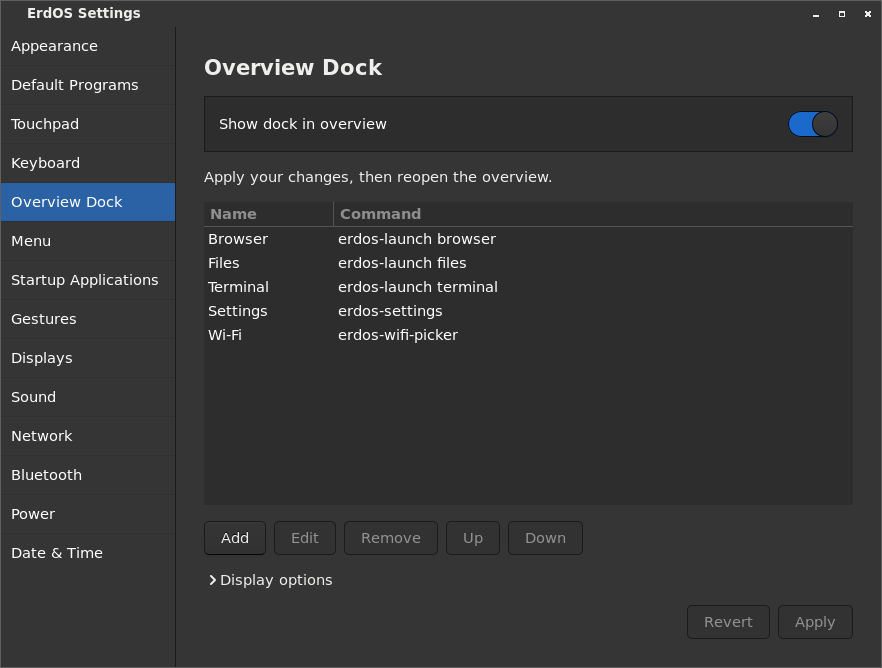 ErdOS Settings
Appearance
Default Programs
Touchpad
Keyboard
Overview Dock
Menu
Startup Applications
Gestures
Displays
Sound
Network
Bluetooth
Power
Date & Time
Overview Dock
Show dock in overview
Apply your changes, then reopen the overview.
Name Command
Browser erdos-launch browser
Files erdos-launch files
Terminal erdos-launch terminal
Settings erdos-settings
Wi-Fi erdos-wifi-picker
Add Edit Remove Up Down
Display options
Revert Apply